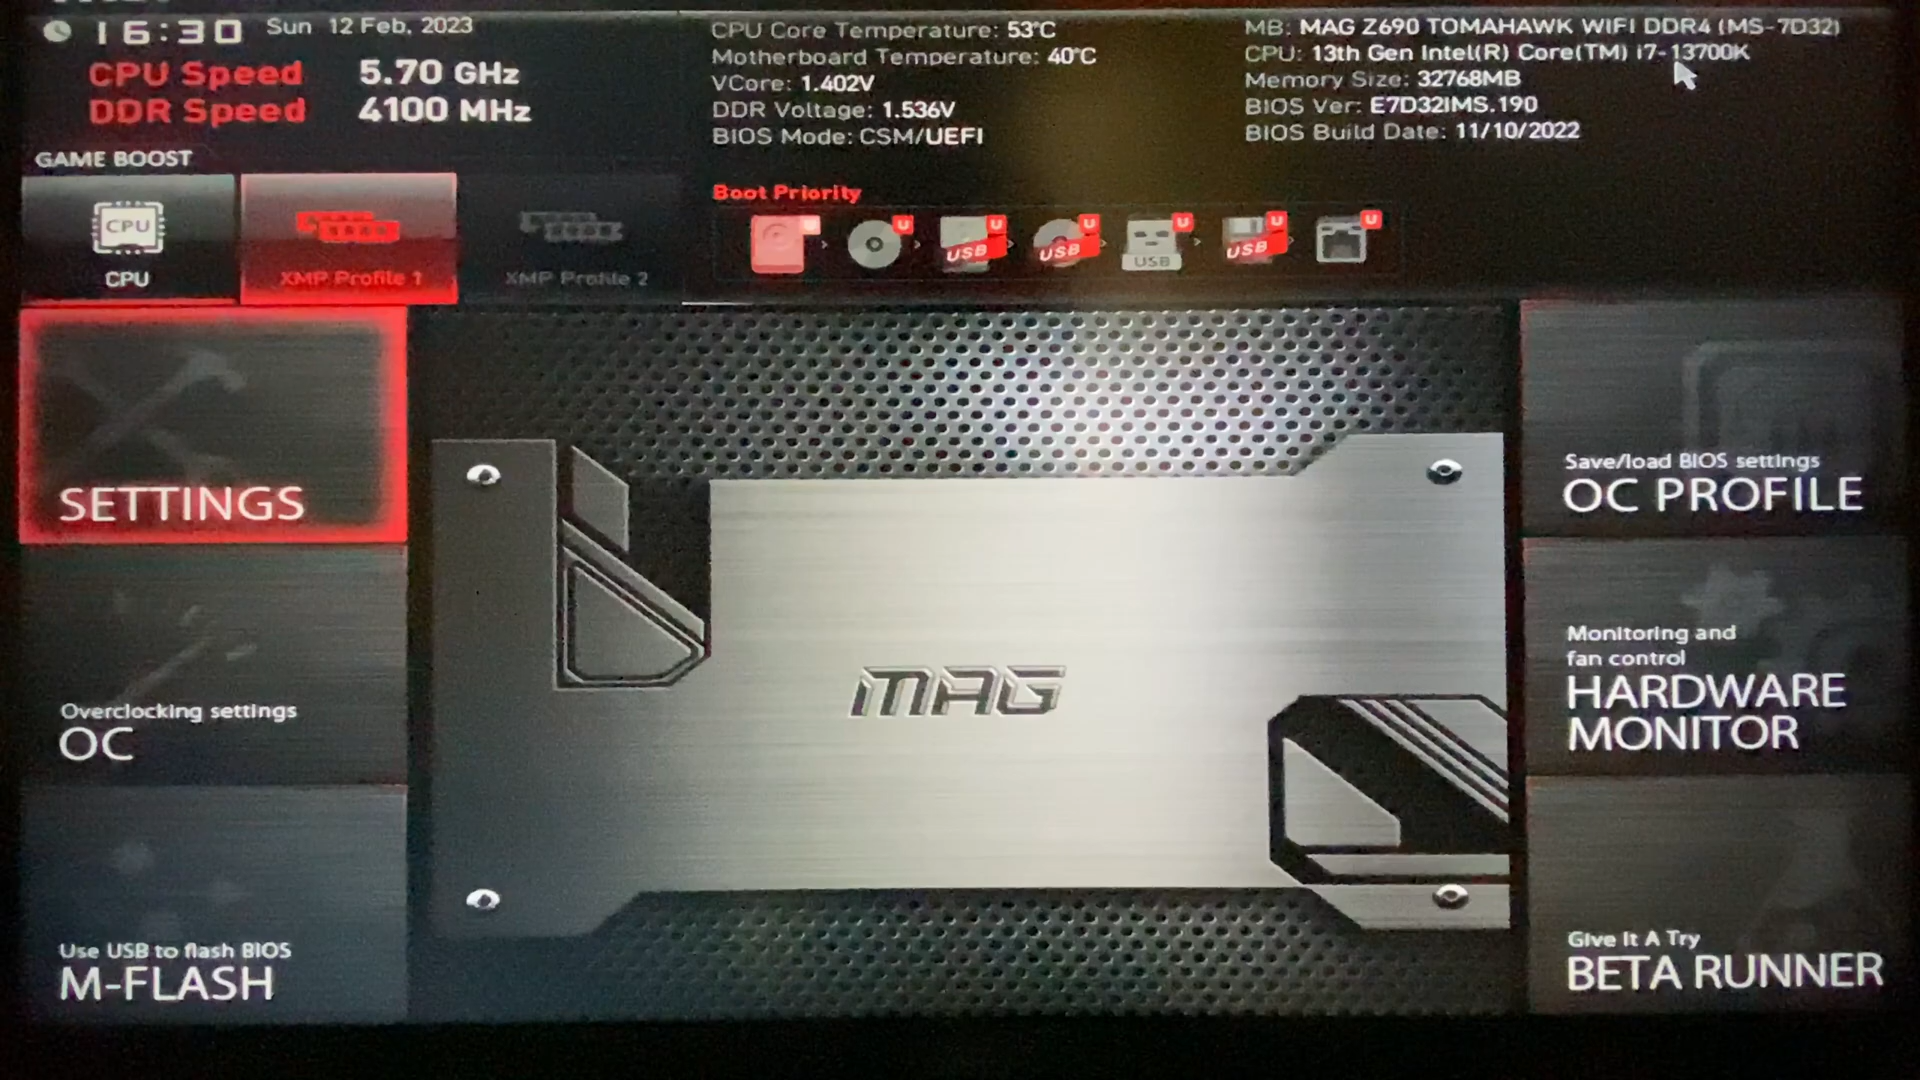 16:30 Sun 12 Feb, 2023
CPU Speed 5.70 GHz
DDR Speed 4100 MHz
CPU Core Temperature: 53°C
Motherboard Temperature: 40°C
VCore: 1.402V
DDR Voltage: 1.536V
BIOS Mode: CSM/UEFI
MB: MAG Z690 TOMAHAWK WIFI DDR4 (MS-7D32)
CPU: 13th Gen Intel(R) Core(TM) i7-13700K
Memory Size: 32768MB
BIOS Ver: E7D32IMS.190
BIOS Build Date: 11/10/2022
GAME BOOST
CPU
CPU
XMP Profile 1
XMP Profile 2
Boot Priority
U
USB U
USB U
USB U
USB U
U
SETTINGS
Overclocking settings
OC
Use USB to flash BIOS
M-FLASH
MAG
Save/load BIOS settings
OC PROFILE
Monitoring and
fan control
HARDWARE
MONITOR
Give It A Try
BETA RUNNER